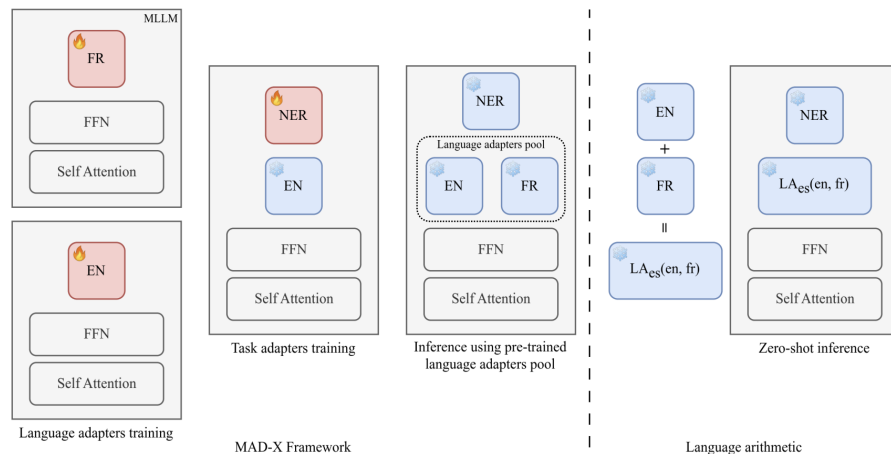 MLLM
FR
FFN
Self Attention
EN
FFN
Self Attention
Language adapters training
NER
EN
FFN
Self Attention
Task adapters training
NER
Language adapters pool
EN
FR
FFN
Self Attention
Inference using pre-trained
language adapters pool
MAD-X Framework
EN
+
FR
=
LAes(en, fr)
NER
LAes(en, fr)
FFN
Self Attention
Zero-shot inference
Language arithmetic